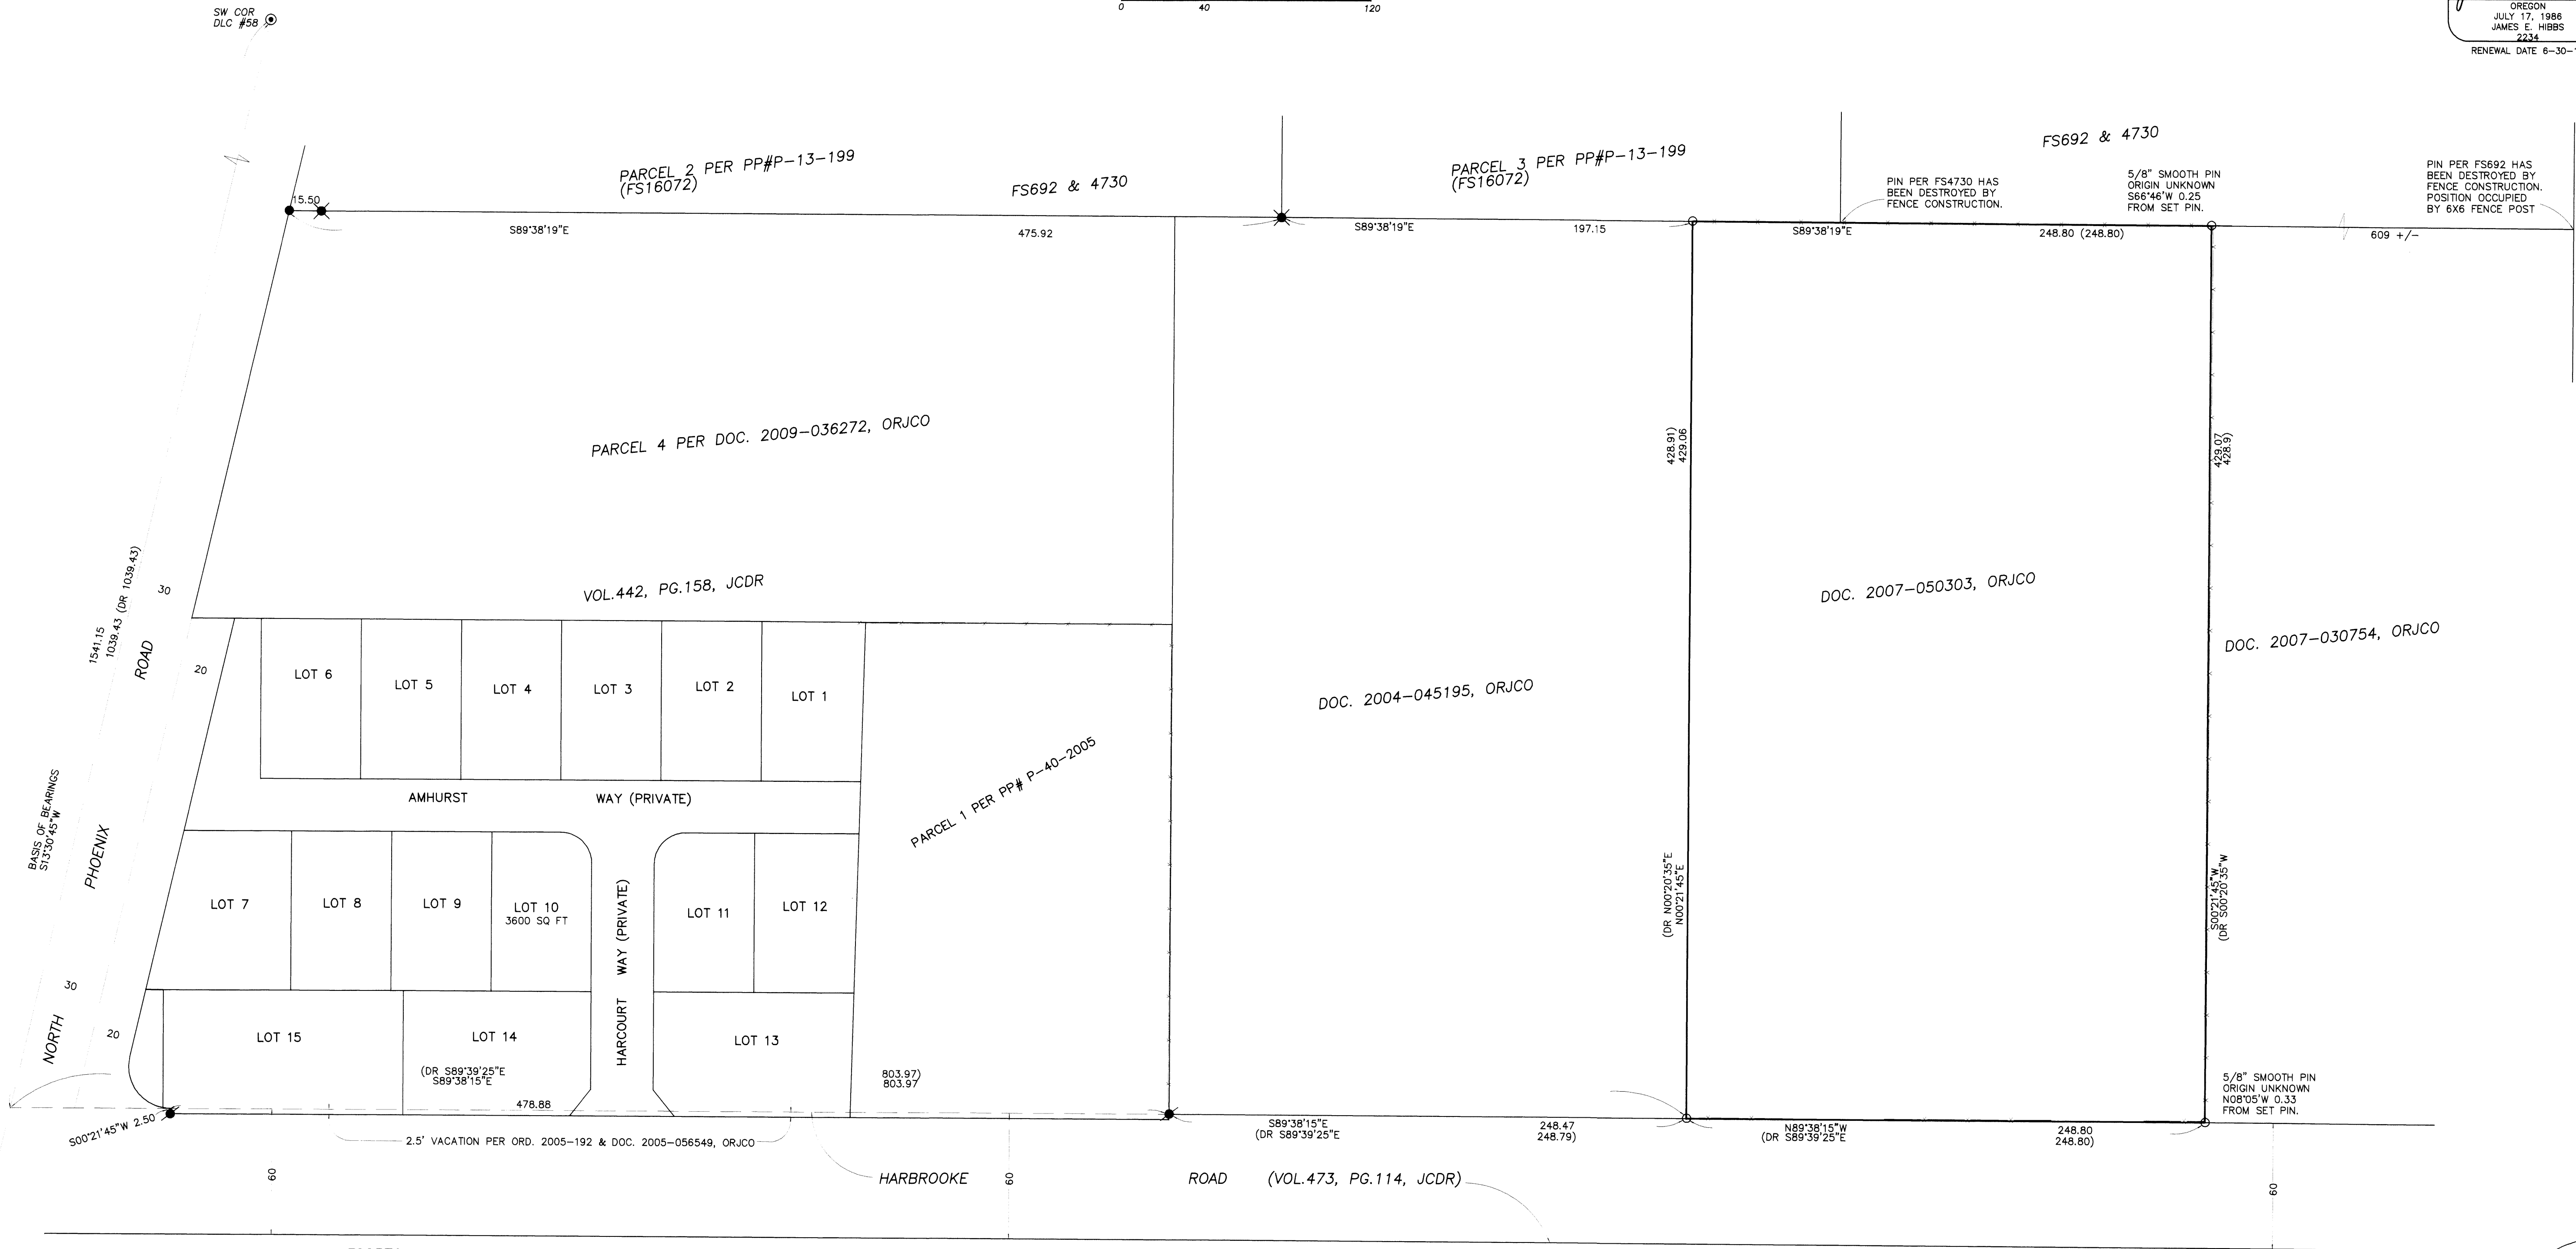 SW COR
DLC #58
0 40 120
OREGON
JULY 17, 1986
JAMES E. HIBBS
2234
RENEWAL DATE 6-30-
PARCEL 2 PER PP#P-13-199
(FS16072)
FS692 & 4730
PARCEL 3 PER PP#P-13-199
(FS16072)
FS692 & 4730
PIN PER FS4730 HAS
BEEN DESTROYED BY
FENCE CONSTRUCTION.
5/8" SMOOTH PIN
ORIGIN UNKNOWN
S66°46'W 0.25
FROM SET PIN.
PIN PER FS692 HAS
BEEN DESTROYED BY
FENCE CONSTRUCTION.
POSITION OCCUPIED
BY 6X6 FENCE POST
15.50
S89°38'19"E
475.92
S89°38'19"E
197.15
S89°38'19"E
248.80 (248.80)
609 +/-
PARCEL 4 PER DOC. 2009-036272, ORJCO
428.91)
429.06
429.07
428.9)
VOL.442, PG.158, JCDR
DOC. 2007-050303, ORJCO
DOC. 2007-030754, ORJCO
DOC. 2004-045195, ORJCO
1541.15
1039.43 (DR 1039.43)
30
20
ROAD
LOT 6
LOT 5
LOT 4
LOT 3
LOT 2
LOT 1
PARCEL 1 PER PP# P-40-2005
AMHURST WAY (PRIVATE)
BASIS OF BEARINGS
S13°30'45"W
PHOENIX
LOT 7
LOT 8
LOT 9
LOT 10
3600 SQ FT
HARCOURT WAY (PRIVATE)
LOT 11
LOT 12
(DR N00°20'35"E
N00°21'45"E
S00°21'45"W
(DR S00°20'35"W
30
20
NORTH
LOT 15
LOT 14
LOT 13
(DR S89°39'25"E
S89°38'15"E
803.97)
803.97
478.88
S00°21'45"W 2.50
2.5' VACATION PER ORD. 2005-192 & DOC. 2005-056549, ORJCO
S89°38'15"E
(DR S89°39'25"E
248.47
248.79)
N89°38'15"W
(DR S89°39'25"E
248.80
248.80)
5/8" SMOOTH PIN
ORIGIN UNKNOWN
N08°05'W 0.33
FROM SET PIN.
60
HARBROOKE ROAD (VOL.473, PG.114, JCDR)
60
60